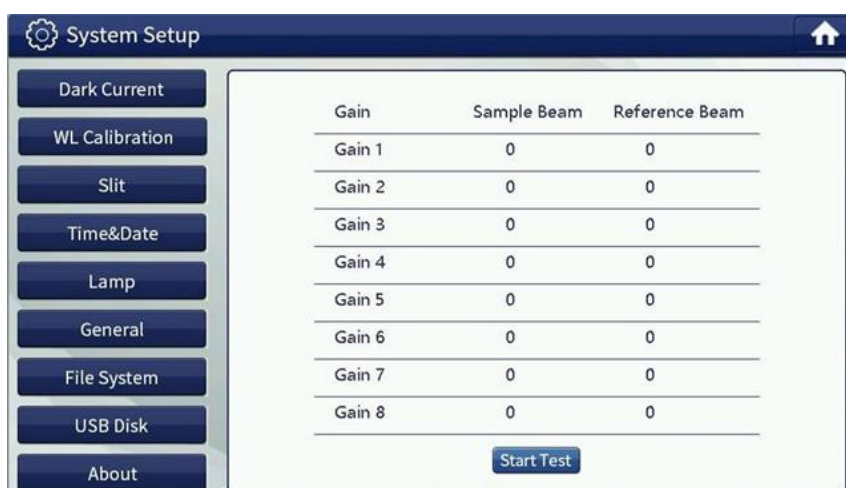 System Setup
Dark Current
WL Calibration
Slit
Time&Date
Lamp
General
File System
USB Disk
About
Gain Sample Beam Reference Beam
Gain 1 0 0
Gain 2 0 0
Gain 3 0 0
Gain 4 0 0
Gain 5 0 0
Gain 6 0 0
Gain 7 0 0
Gain 8 0 0
Start Test